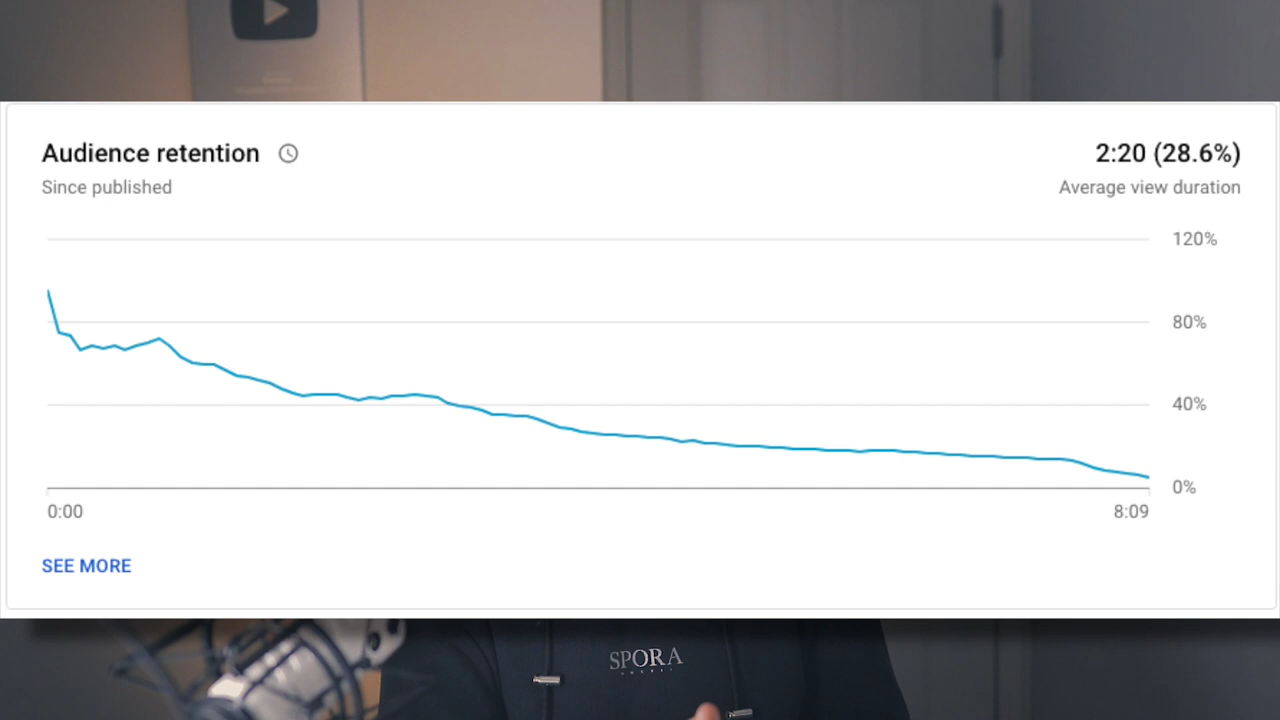 Audience retention
2:20 (28.6%)
Since published
Average view duration
120%
80%
40%
0%
0:00
8:09
SEE MORE
SPORA